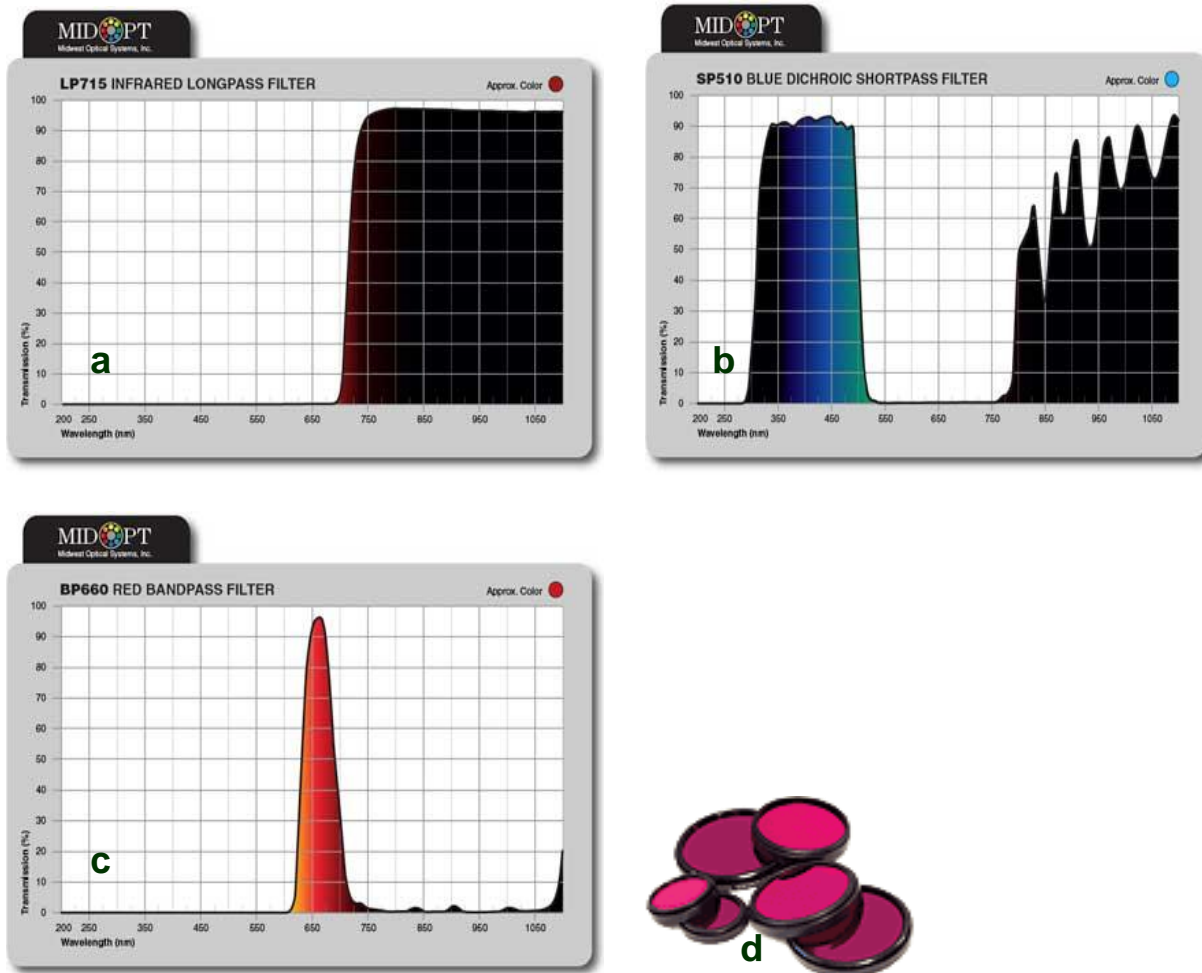 MIDOPT
Midwest Optical Systems, Inc.
LP715 INFRARED LONGPASS FILTER
Approx. Color
100
90
80
70
60
50
40
30
20
10
0
Transmission (%)
a
200 250 350 450 550 650 750 850 950 1050
Wavelength (nm)
MIDOPT
Midwest Optical Systems, Inc.
SP510 BLUE DICHROIC SHORTPASS FILTER
Approx. Color
100
90
80
70
60
50
40
30
20
10
0
Transmission (%)
b
200 250 350 450 550 650 750 850 950 1050
Wavelength (nm)
MIDOPT
Midwest Optical Systems, Inc.
BP660 RED BANDPASS FILTER
Approx. Color
100
90
80
70
60
50
40
30
20
10
0
Transmission (%)
c
200 250 350 450 550 650 750 850 950 1050
Wavelength (nm)
d